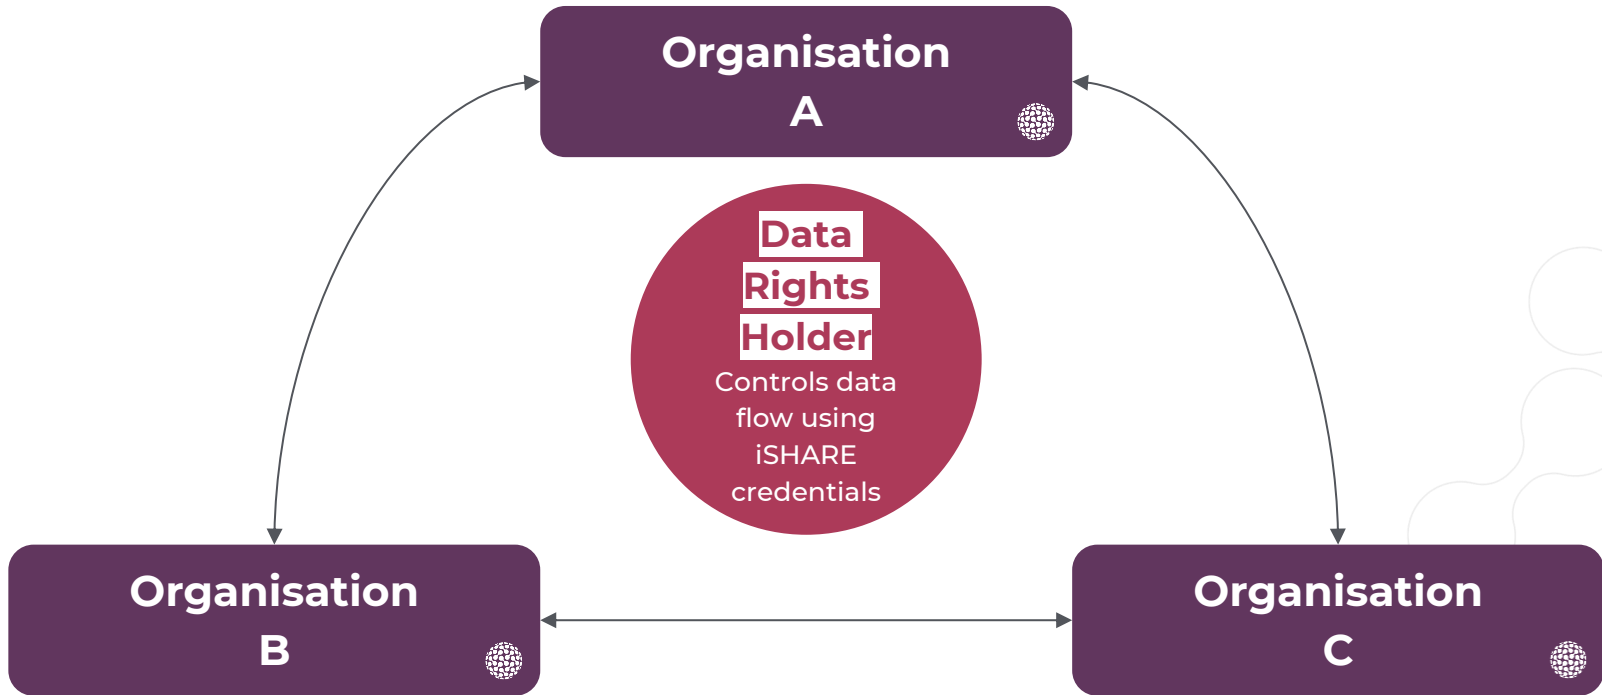 Organisation
A
Data
Rights
Holder
Controls data
flow using
iSHARE
credentials
Organisation
B
Organisation
C